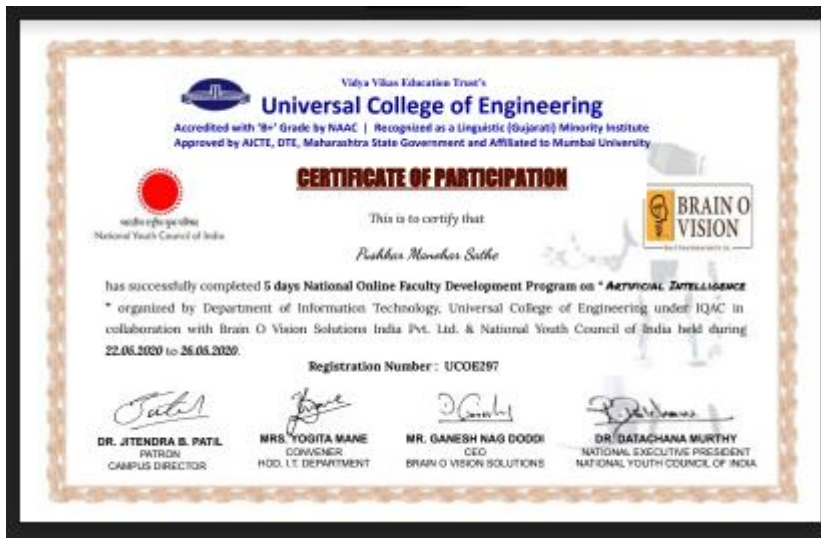 Vidya Vikas Education Trust's
Universal College of Engineering
Accredited with 'B+' Grade by NAAC | Recognized as a Linguistic (Gujarati) Minority Institute
Approved by AICTE, DTE, Maharashtra State Government and Affiliated to Mumbai University
CERTIFICATE OF PARTICIPATION
National Youth Council of India
BRAIN O
VISION
This is to certify that
Pushkar Manohar Sathe
has successfully completed 5 days National Online Faculty Development Program on " ARTIFICIAL INTELLIGENCE
" organized by Department of Information Technology, Universal College of Engineering under IQAC in
collaboration with Brain O Vision Solutions India Pvt. Ltd. & National Youth Council of India held during
22.05.2020 to 26.05.2020.
Registration Number : UCOE297
DR. JITENDRA B. PATIL
PATRON
CAMPUS DIRECTOR
MRS. YOGITA MANE
CONVENER
HOD, I.T. DEPARTMENT
MR. GANESH NAG DODDI
CEO
BRAIN O VISION SOLUTIONS
DR. DATACHANA MURTHY
NATIONAL EXECUTIVE PRESIDENT
NATIONAL YOUTH COUNCIL OF INDIA